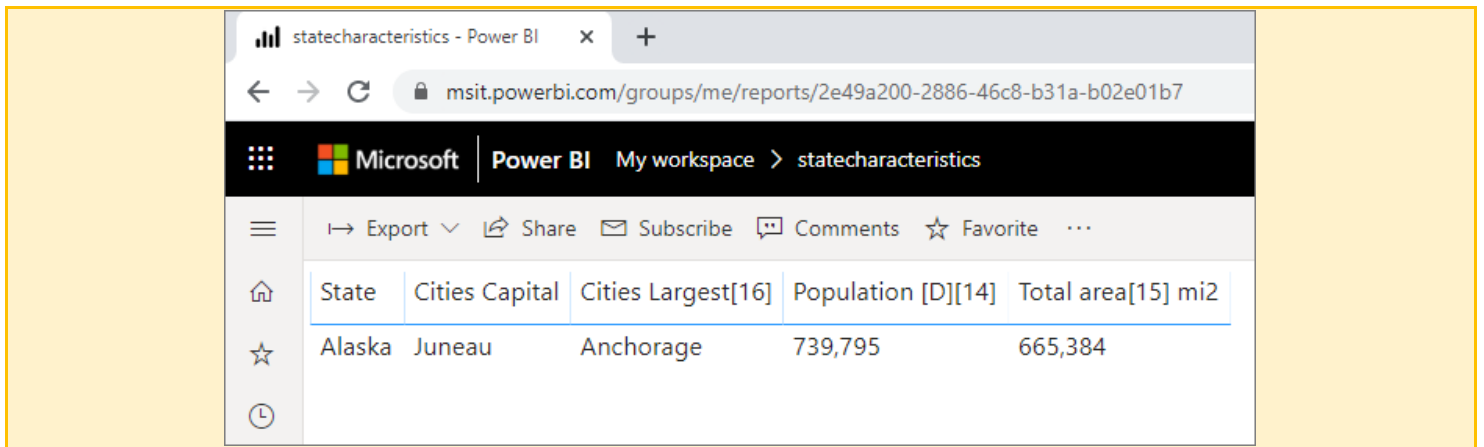 statecharacteristics - Power BI
msit.powerbi.com/groups/me/reports/2e49a200-2886-46c8-b31a-b02e01b7
Microsoft Power BI My workspace > statecharacteristics
Export Share Subscribe Comments Favorite ...
State Cities Capital Cities Largest[16] Population [D][14] Total area[15] mi2
Alaska Juneau Anchorage 739,795 665,384